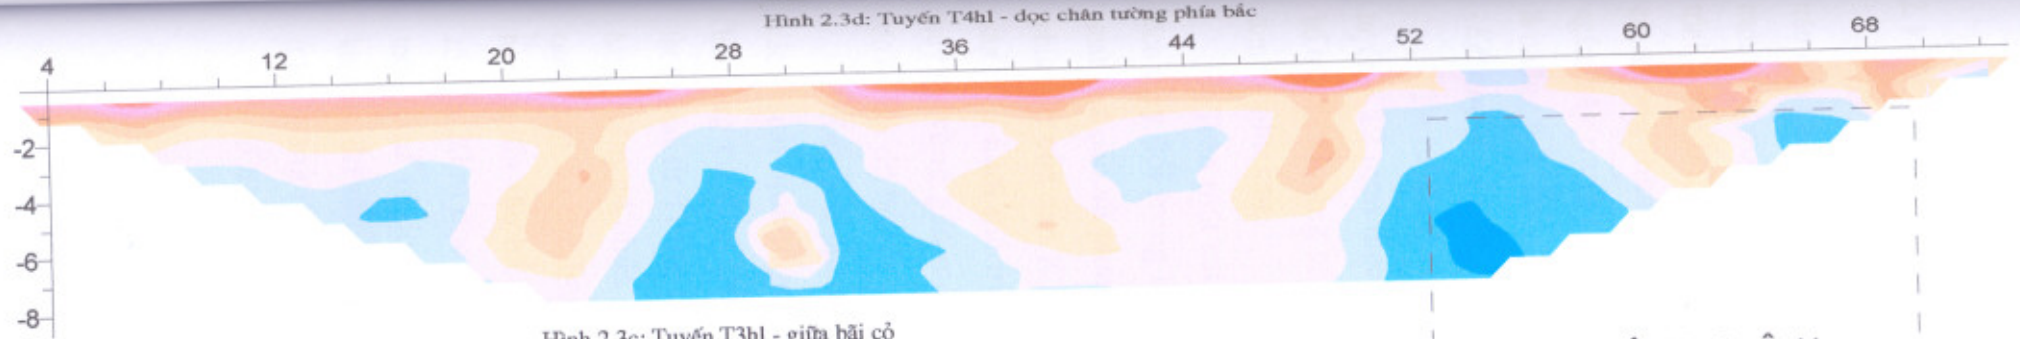 Hình 2.3d: Tuyến T4hl - dọc chân tường phía bắc
4 12 20 28 36 44 52 60 68
-2
-4
-6
-8
Hình 2.3c: Tuyến T3hl - giữa bãi cỏ